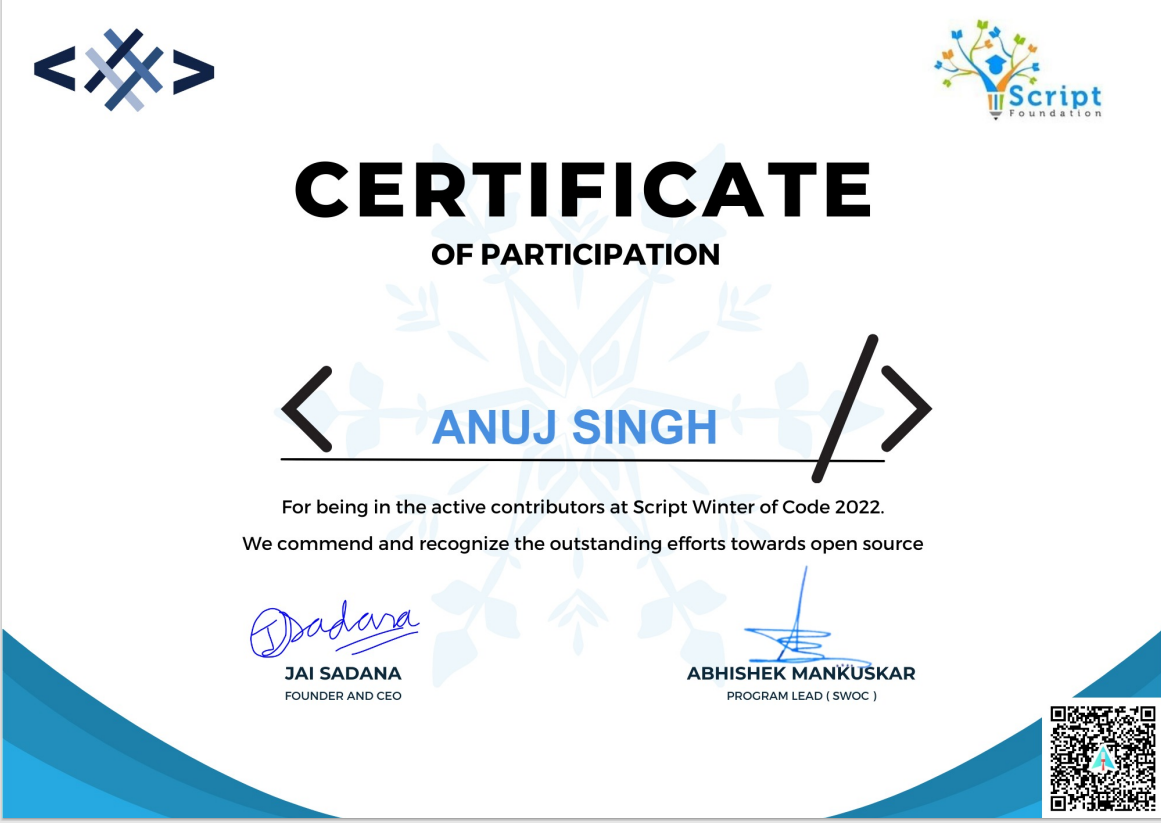 Script
Foundation
CERTIFICATE
OF PARTICIPATION
ANUJ SINGH
For being in the active contributors at Script Winter of Code 2022.
We commend and recognize the outstanding efforts towards open source
Jsadana
JAI SADANA
FOUNDER AND CEO
ABHISHEK MANKUSKAR
PROGRAM LEAD ( SWOC )